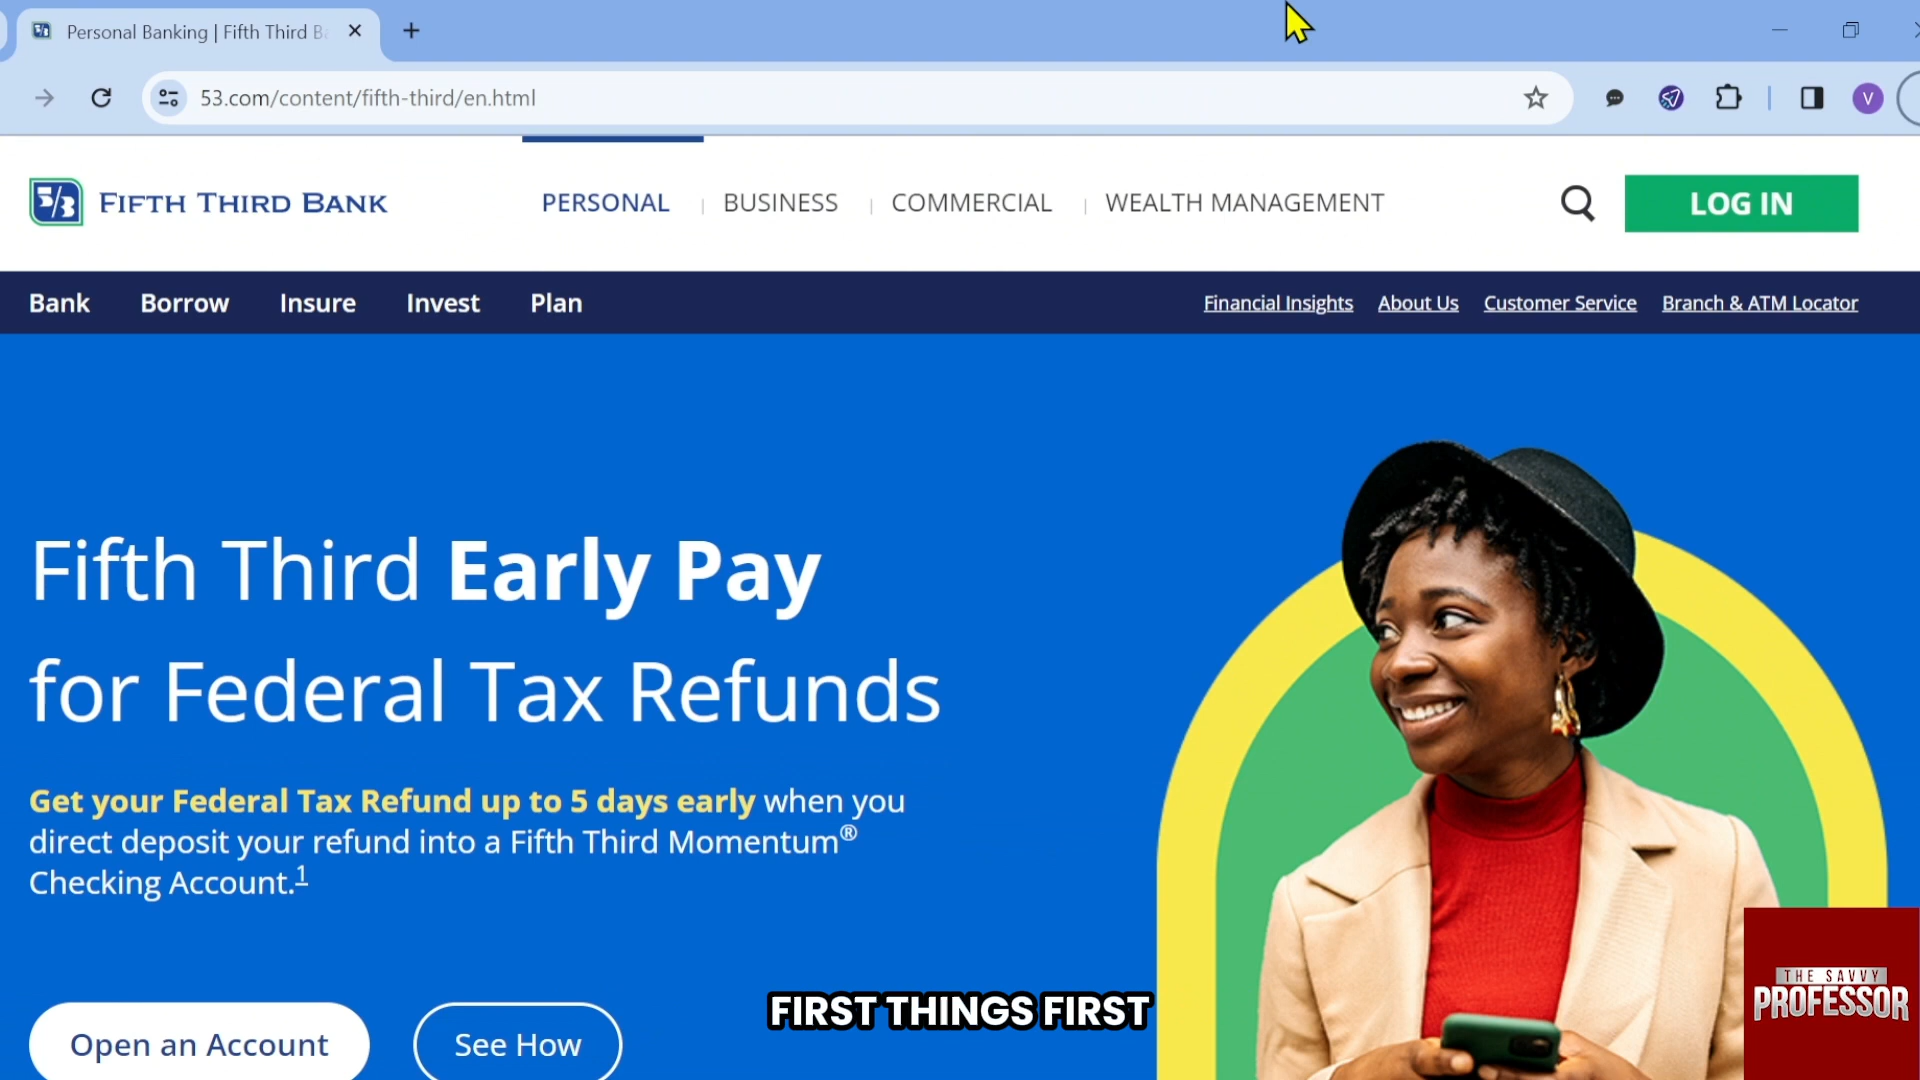 Personal Banking | Fifth Third B
53.com/content/fifth-third/en.html
V
5/3 FIFTH THIRD BANK
PERSONAL | BUSINESS | COMMERCIAL | WEALTH MANAGEMENT
LOG IN
Bank Borrow Insure Invest Plan
Financial Insights About Us Customer Service Branch & ATM Locator
Fifth Third Early Pay
for Federal Tax Refunds
Get your Federal Tax Refund up to 5 days early when you
direct deposit your refund into a Fifth Third Momentum®
Checking Account.1
Open an Account See How
FIRST THINGS FIRST
THE SAVVY
PROFESSOR